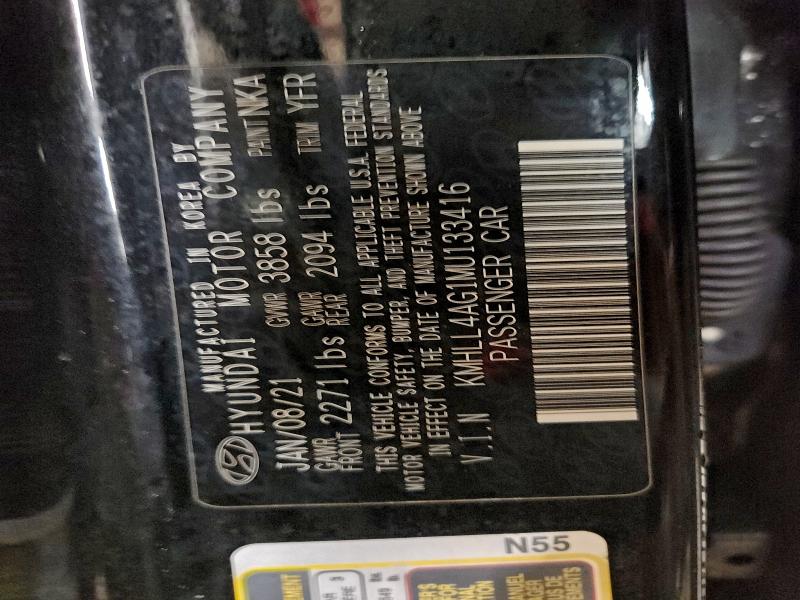 MANUFACTURED IN KOREA BY
HYUNDAI MOTOR COMPANY
JAN/08/21 GVWR 3858 lbs PAINT NKA
GAWR FRONT 2271 lbs GAWR REAR 2094 lbs TRIM YFR
THIS VEHICLE CONFORMS TO ALL APPLICABLE U.S.A. FEDERAL
MOTOR VEHICLE SAFETY, BUMPER, AND THEFT PREVENTION STANDARDS
IN EFFECT ON THE DATE OF MANUFACTURE SHOWN ABOVE
V.I.N KMHLL4AG1MU133416
PASSENGER CAR
N55